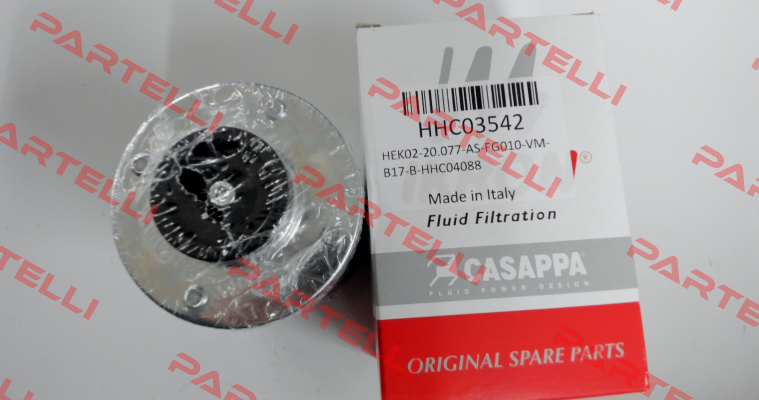 HHC03542
HEK02-20.077-AS-FG010-VM-
B17-B-HHC04088
Made in Italy
Fluid Filtration
®
CASAPPA
FLUID POWER DESIGN
ORIGINAL SPARE PARTS
PARTELLI
PARTELLI
PARTELLI
PARTELLI
PARTELLI
PARTELLI
PARTELLI
PARTELLI